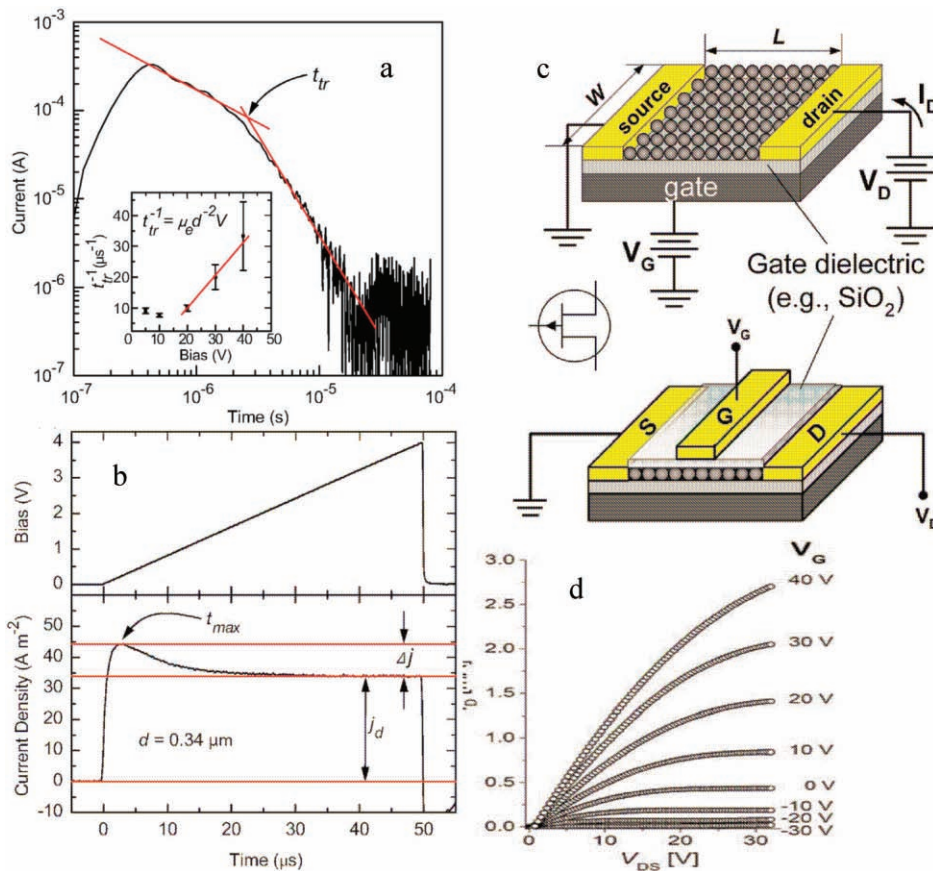 a
10⁻³
10⁻⁴
10⁻⁵
10⁻⁶
10⁻⁷
Current (A)
t_tr
t_tr⁻¹ = μ_e d⁻² V
t_tr⁻¹ (μs⁻¹)
40
30
20
10
0 10 20 30 40 50
Bias (V)
10⁻⁷ 10⁻⁶ 10⁻⁵ 10⁻⁴
Time (s)
b
Bias (V)
4
2
0
Current Density (A m⁻²)
50
40
30
20
10
0
-10
t_max
Δj
j_d
d = 0.34 μm
0 10 20 30 40 50
Time (μs)
c
L
W
source
drain
I_D
gate
V_D
V_G
Gate dielectric
(e.g., SiO₂)
V_G
S
G
D
V_D
d
V_G
3.0
2.5
2.0
1.5
1.0
0.5
0.0
40 V
30 V
20 V
10 V
0 V
-10 V
-20 V
-30 V
0 10 20 30
V_DS [V]